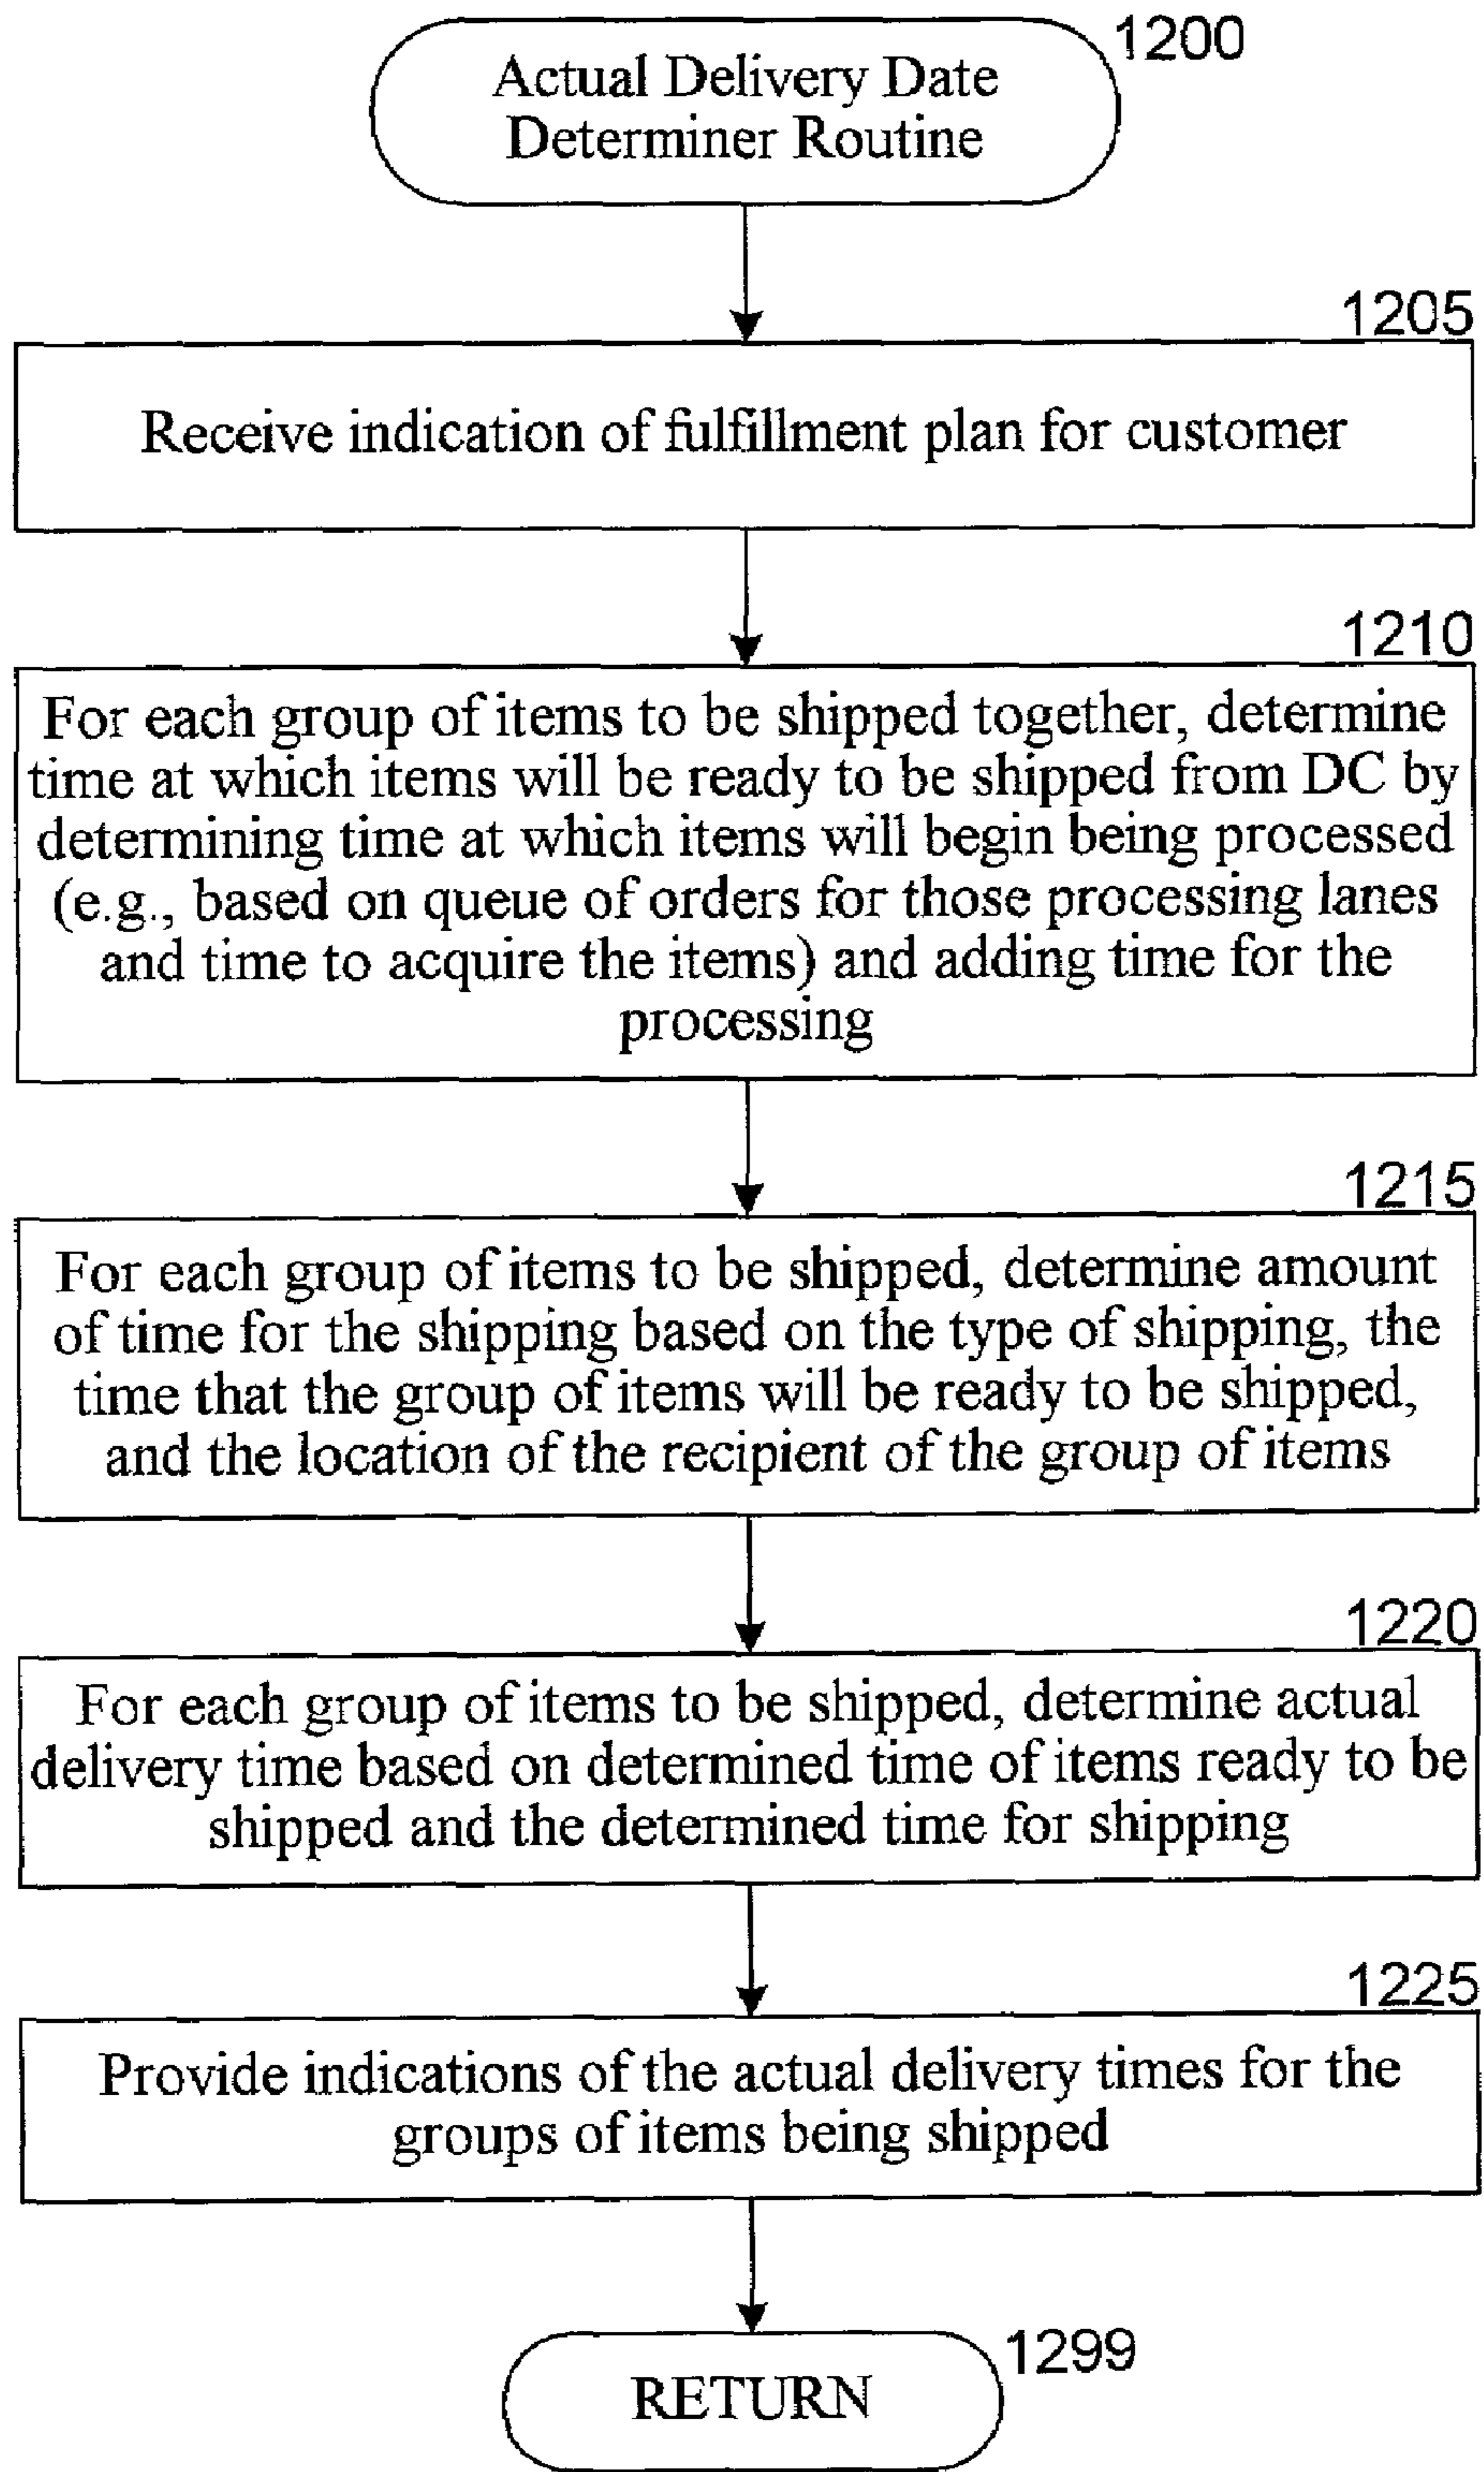 1200
Actual Delivery Date
Determiner Routine
1205
Receive indication of fulfillment plan for customer
1210
For each group of items to be shipped together, determine
time at which items will be ready to be shipped from DC by
determining time at which items will begin being processed
(e.g., based on queue of orders for those processing lanes
and time to acquire the items) and adding time for the
processing
1215
For each group of items to be shipped, determine amount
of time for the shipping based on the type of shipping, the
time that the group of items will be ready to be shipped,
and the location of the recipient of the group of items
1220
For each group of items to be shipped, determine actual
delivery time based on determined time of items ready to be
shipped and the determined time for shipping
1225
Provide indications of the actual delivery times for the
groups of items being shipped
1299
RETURN